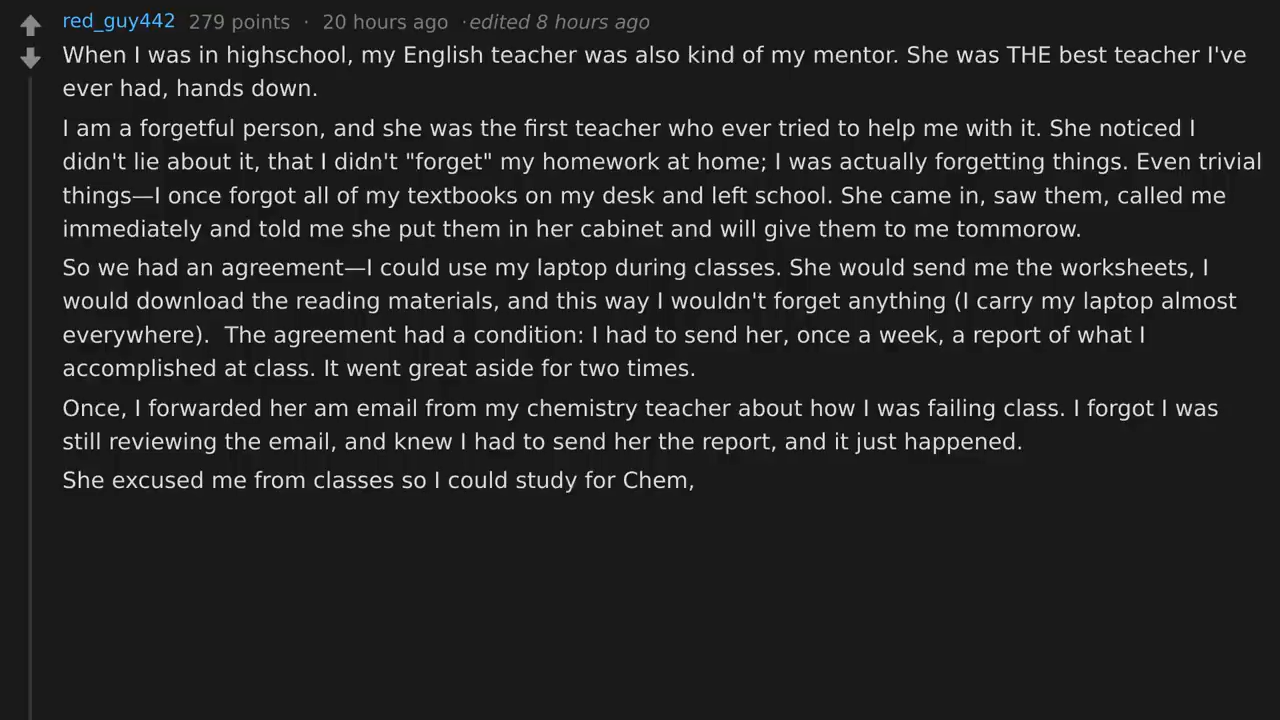 red_guy442 279 points · 20 hours ago ·edited 8 hours ago
When I was in highschool, my English teacher was also kind of my mentor. She was THE best teacher I've
ever had, hands down.
I am a forgetful person, and she was the first teacher who ever tried to help me with it. She noticed I
didn't lie about it, that I didn't "forget" my homework at home; I was actually forgetting things. Even trivial
things—I once forgot all of my textbooks on my desk and left school. She came in, saw them, called me
immediately and told me she put them in her cabinet and will give them to me tommorow.
So we had an agreement—I could use my laptop during classes. She would send me the worksheets, I
would download the reading materials, and this way I wouldn't forget anything (I carry my laptop almost
everywhere).  The agreement had a condition: I had to send her, once a week, a report of what I
accomplished at class. It went great aside for two times.
Once, I forwarded her am email from my chemistry teacher about how I was failing class. I forgot I was
still reviewing the email, and knew I had to send her the report, and it just happened.
She excused me from classes so I could study for Chem,